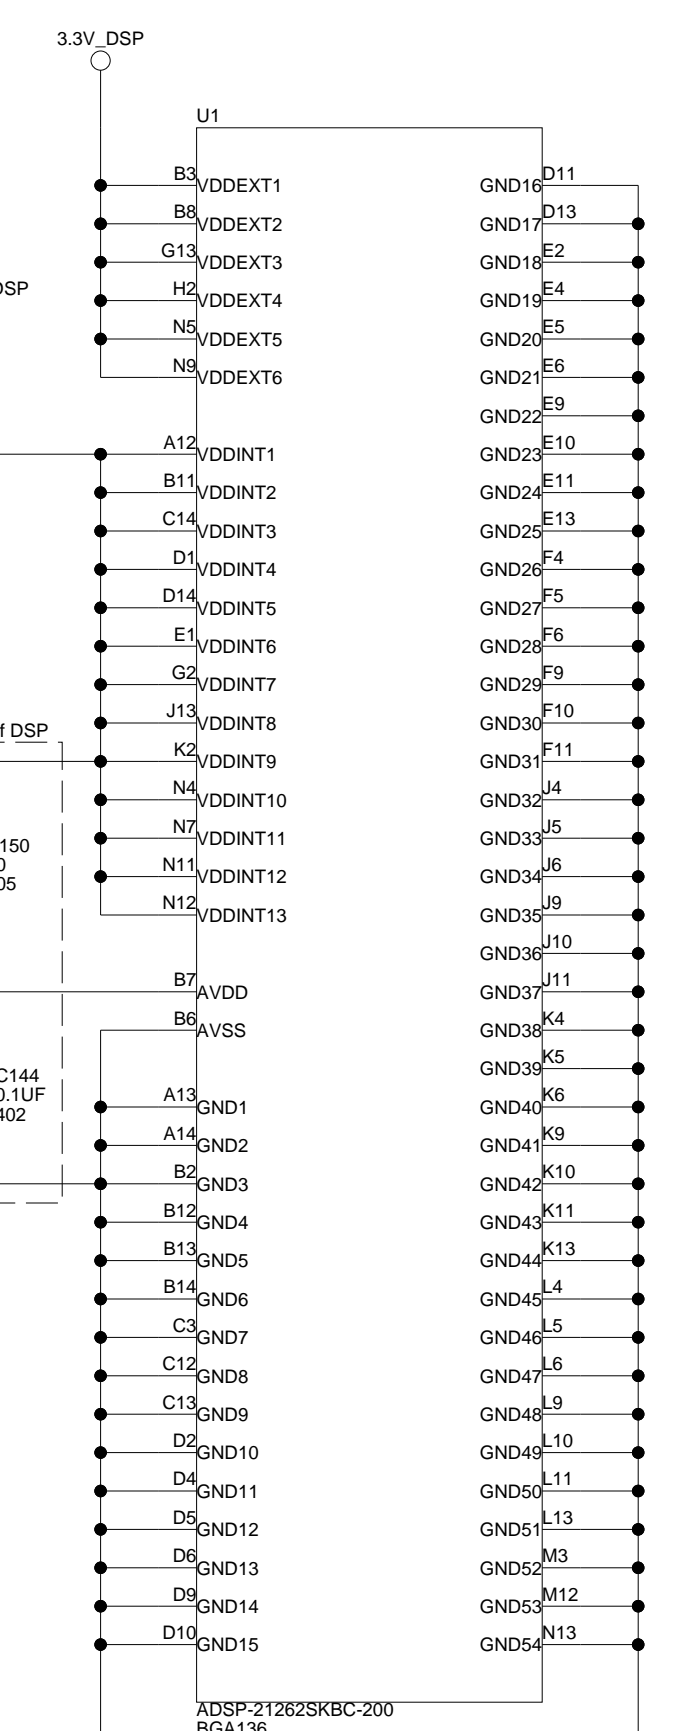 3.3V_DSP
U1
B3 VDDEXT1 GND16 D11
B8 VDDEXT2 GND17 D13
G13 VDDEXT3 GND18 E2
H2 VDDEXT4 GND19 E4
N5 VDDEXT5 GND20 E5
N9 VDDEXT6 GND21 E6
GND22 E9
A12 VDDINT1 GND23 E10
B11 VDDINT2 GND24 E11
C14 VDDINT3 GND25 E13
D1 VDDINT4 GND26 F4
D14 VDDINT5 GND27 F5
E1 VDDINT6 GND28 F6
G2 VDDINT7 GND29 F9
J13 VDDINT8 GND30 F10
f DSP
K2 VDDINT9 GND31 F11
N4 VDDINT10 GND32 J4
N7 VDDINT11 GND33 J5
150
N11 VDDINT12 GND34 J6
N12 VDDINT13 GND35 J9
GND36 J10
B7 AVDD GND37 J11
B6 AVSS GND38 K4
GND39 K5
C144
0.1UF
402
A13 GND1 GND40 K6
A14 GND2 GND41 K9
B2 GND3 GND42 K10
B12 GND4 GND43 K11
B13 GND5 GND44 K13
B14 GND6 GND45 L4
C3 GND7 GND46 L5
C12 GND8 GND47 L6
C13 GND9 GND48 L9
D2 GND10 GND49 L10
D4 GND11 GND50 L11
D5 GND12 GND51 L13
D6 GND13 GND52 M3
D9 GND14 GND53 M12
D10 GND15 GND54 N13
ADSP-21262SKBC-200
BGA136